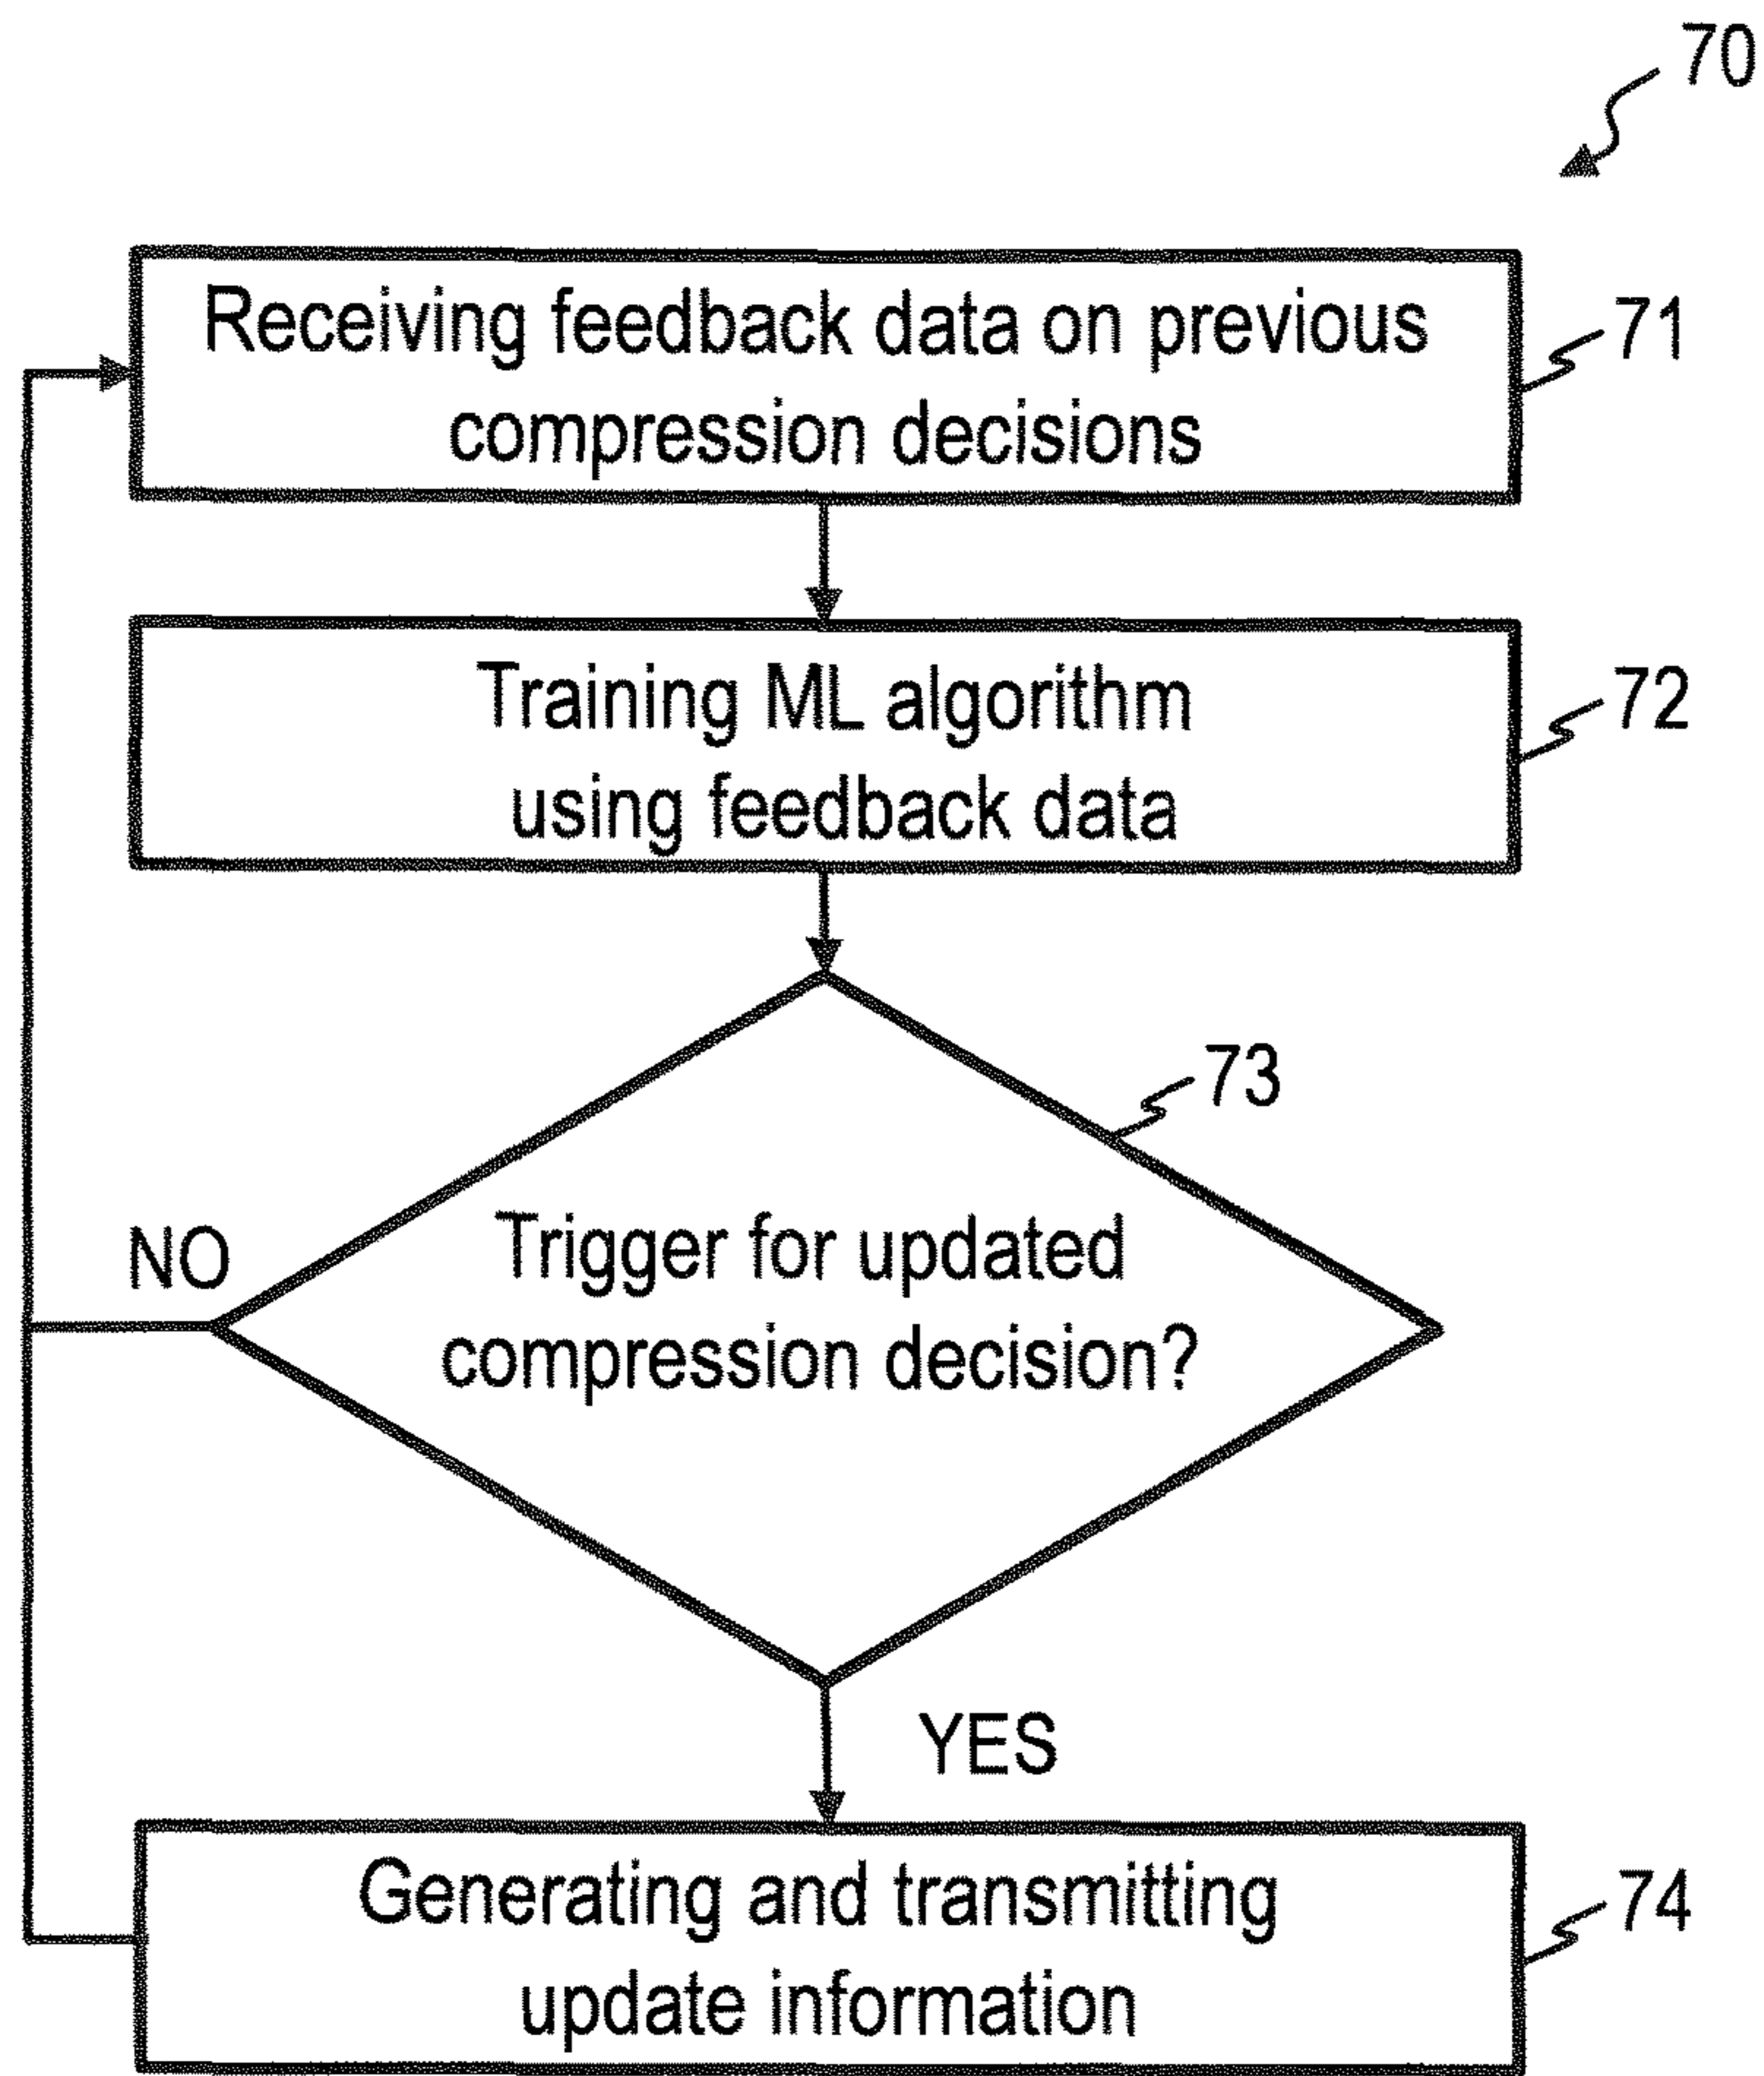 70
Receiving feedback data on previous
compression decisions
71
Training ML algorithm
using feedback data
72
73
Trigger for updated
compression decision?
NO
YES
Generating and transmitting
update information
74